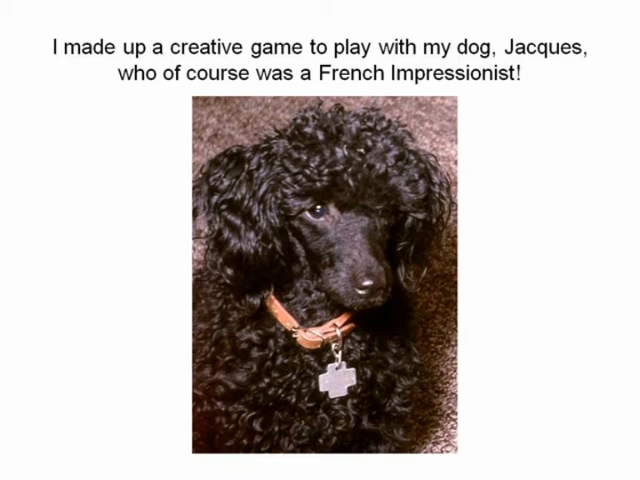 I made up a creative game to play with my dog, Jacques,
who of course was a French Impressionist!